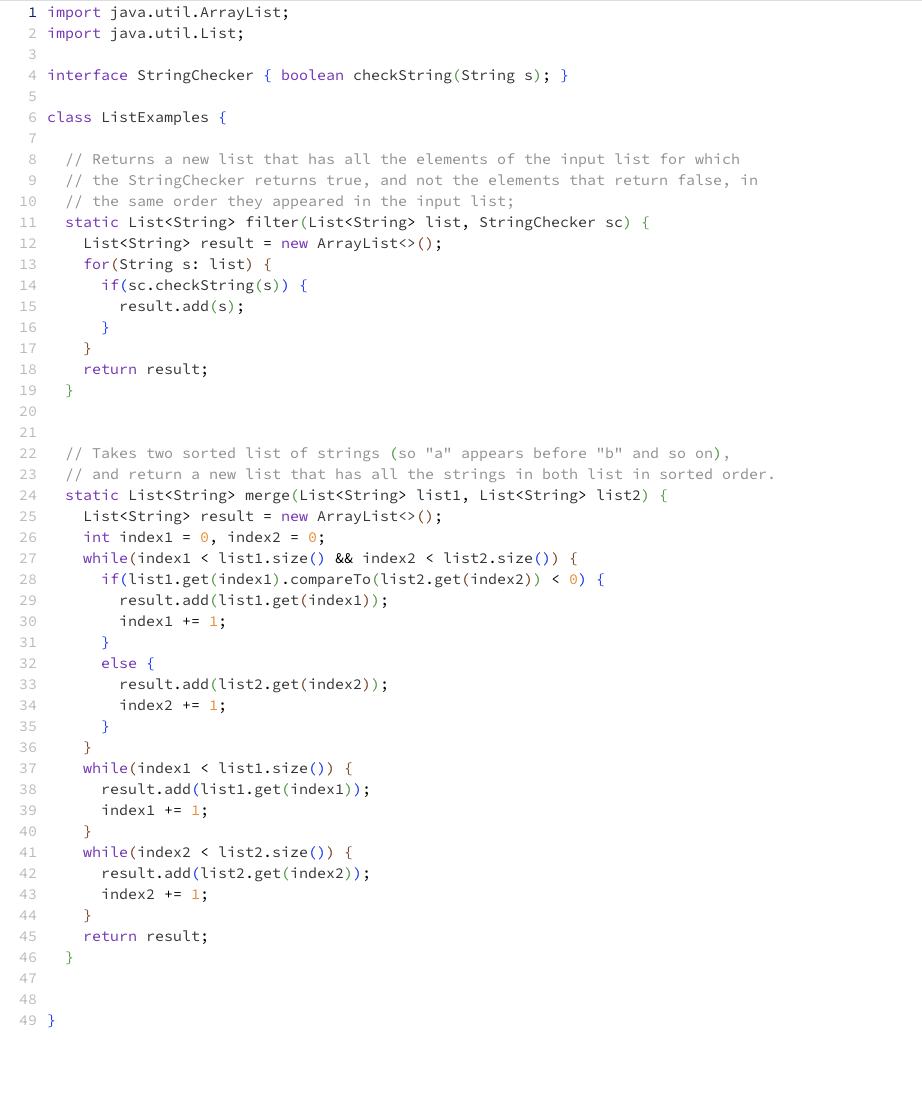 1 import java.util.ArrayList;
2 import java.util.List;
3
4 interface StringChecker { boolean checkString(String s); }
5
6 class ListExamples {
7
8   // Returns a new list that has all the elements of the input list for which
9   // the StringChecker returns true, and not the elements that return false, in
10   // the same order they appeared in the input list;
11   static List<String> filter(List<String> list, StringChecker sc) {
12     List<String> result = new ArrayList<>();
13     for(String s: list) {
14       if(sc.checkString(s)) {
15         result.add(s);
16       }
17     }
18     return result;
19   }
20
21
22   // Takes two sorted list of strings (so "a" appears before "b" and so on),
23   // and return a new list that has all the strings in both list in sorted order.
24   static List<String> merge(List<String> list1, List<String> list2) {
25     List<String> result = new ArrayList<>();
26     int index1 = 0, index2 = 0;
27     while(index1 < list1.size() && index2 < list2.size()) {
28       if(list1.get(index1).compareTo(list2.get(index2)) < 0) {
29         result.add(list1.get(index1));
30         index1 += 1;
31       }
32       else {
33         result.add(list2.get(index2));
34         index2 += 1;
35       }
36     }
37     while(index1 < list1.size()) {
38       result.add(list1.get(index1));
39       index1 += 1;
40     }
41     while(index2 < list2.size()) {
42       result.add(list2.get(index2));
43       index2 += 1;
44     }
45     return result;
46   }
47
48
49 }